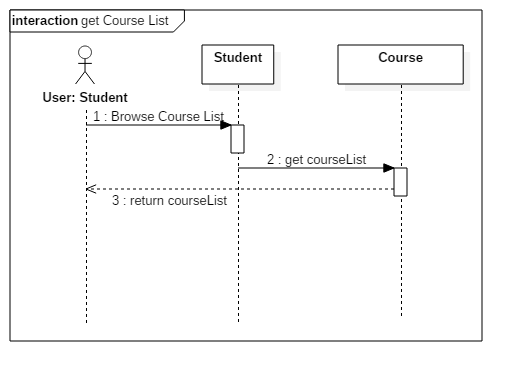 interaction get Course List
Student
Course
User: Student
1 : Browse Course List
2 : get courseList
3 : return courseList